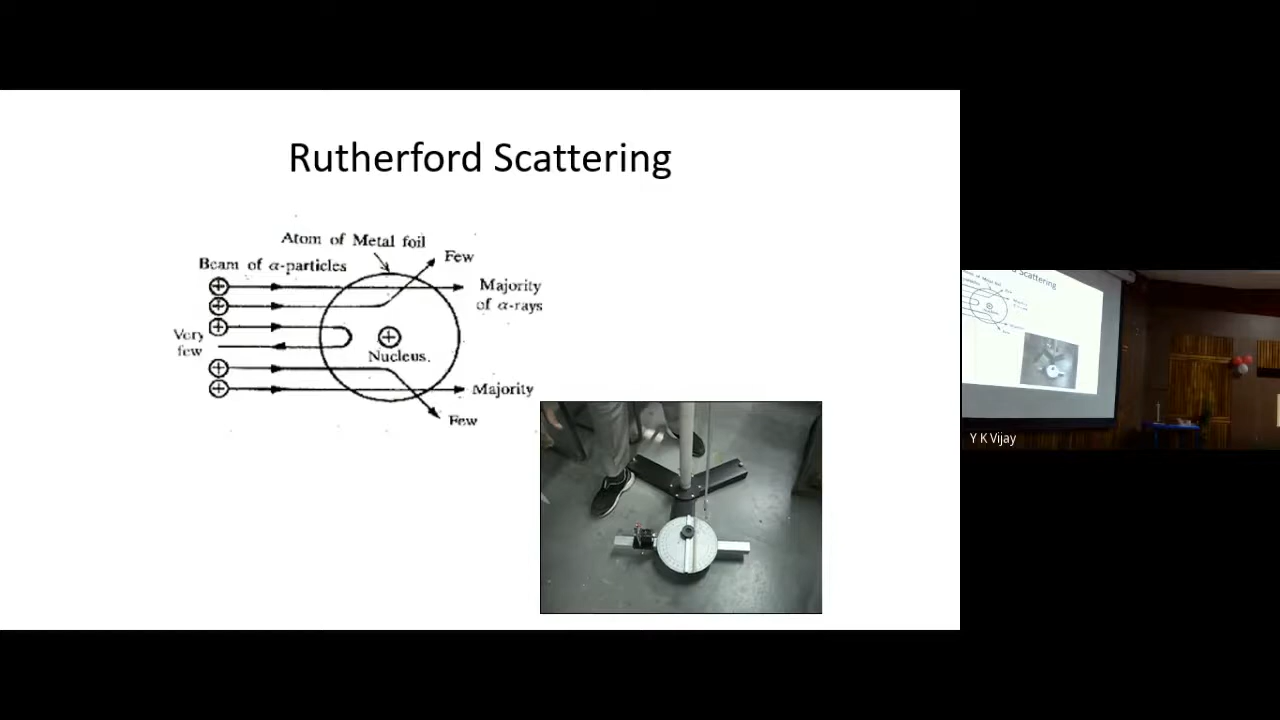 Rutherford Scattering
Atom of Metal foil
Beam of α-particles
Few
Majority
of α-rays
Very
few
Nucleus.
Majority
Few
Y K Vijay